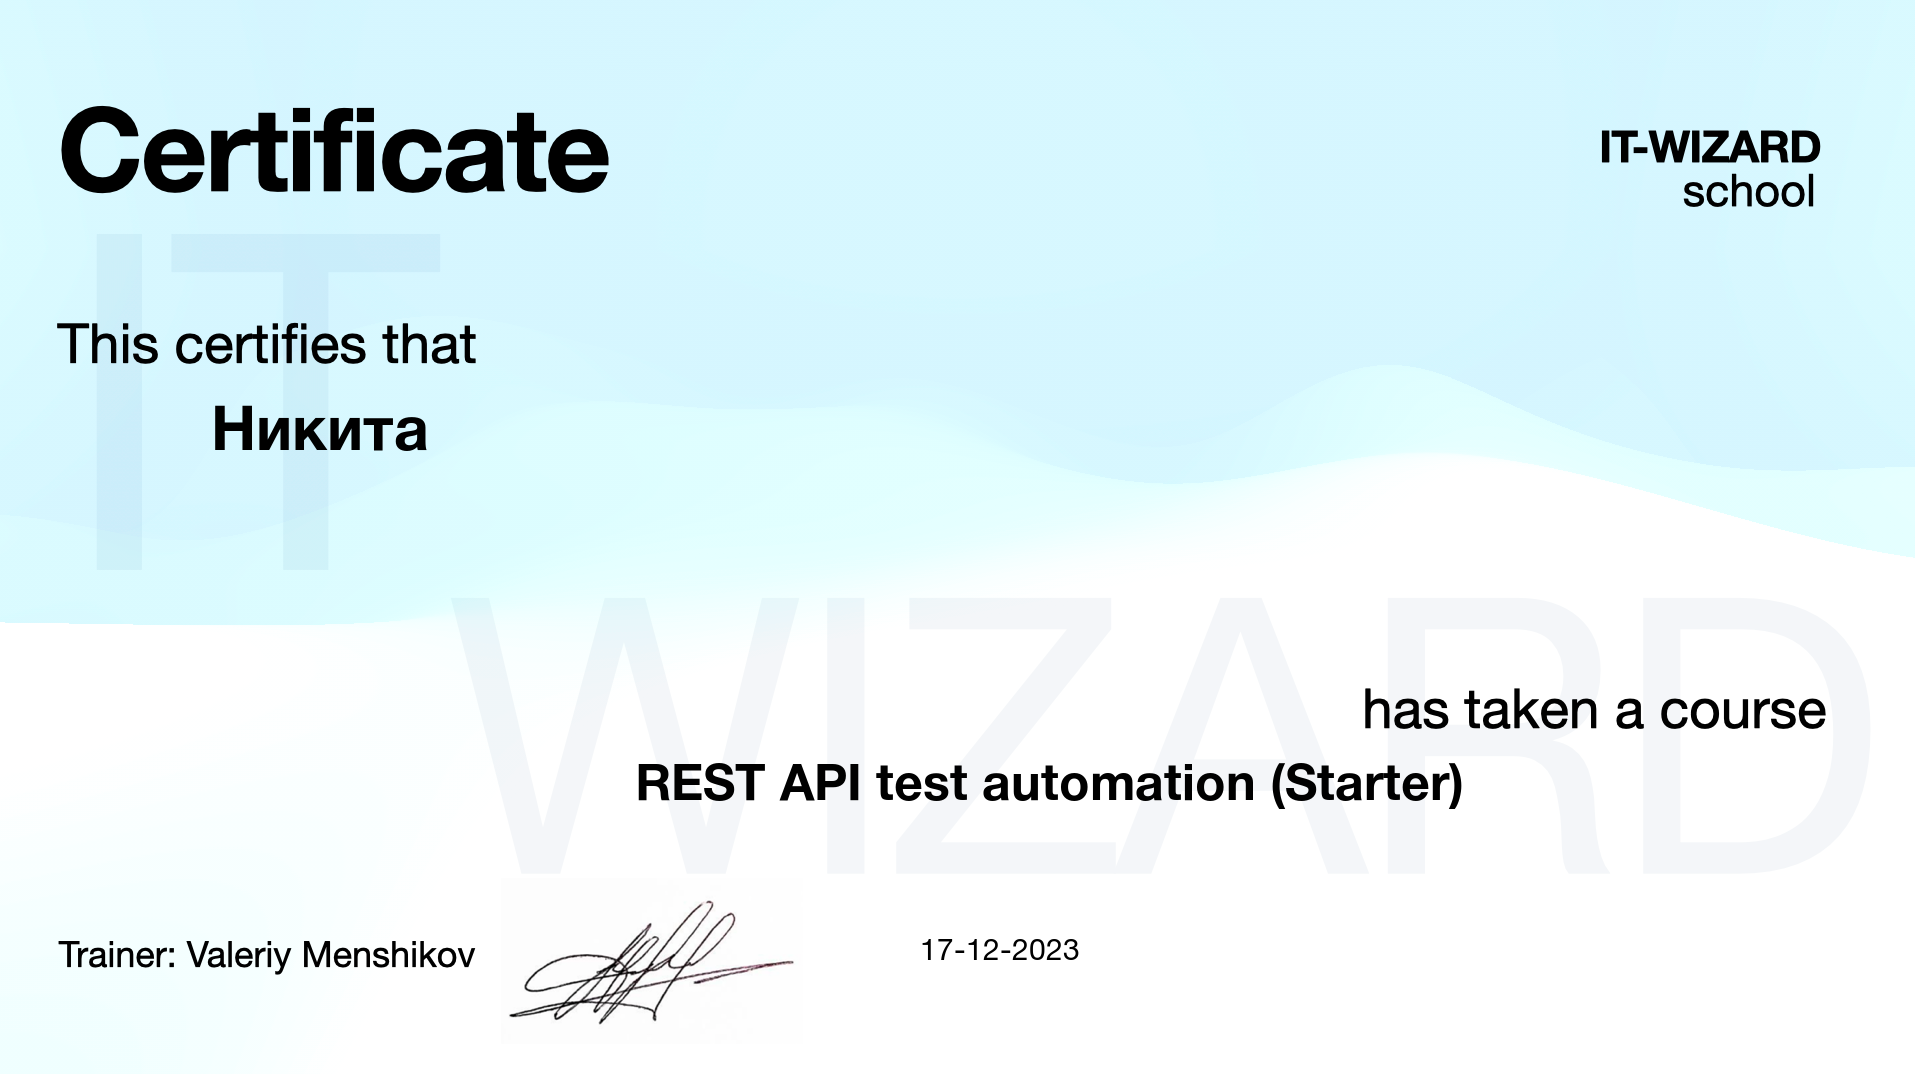 Certificate
IT-WIZARD
school
IT
This certifies that
Никита
WIZARD
has taken a course
REST API test automation (Starter)
Trainer: Valeriy Menshikov
17-12-2023